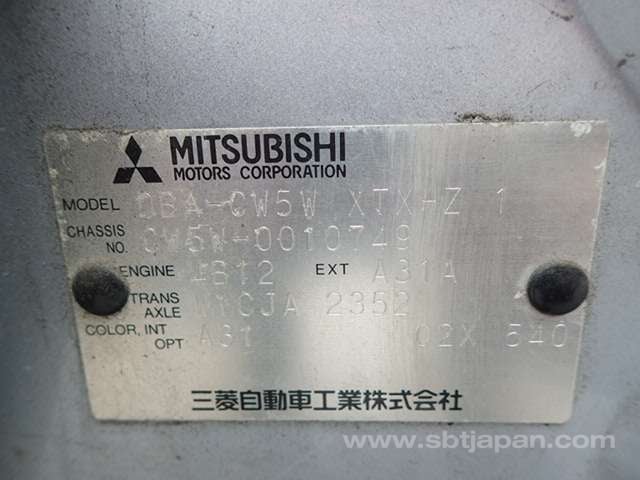 MITSUBISHI
MOTORS CORPORATION
MODEL DBA-CW5W XTXHZ 1
CHASSIS NO. CW5W-0010749
ENGINE 4B12 EXT A31A
TRANS AXLE W1CJA 2352
COLOR, INT OPT A31 02X 540
三菱自動車工業株式会社
www.sbtjapan.com